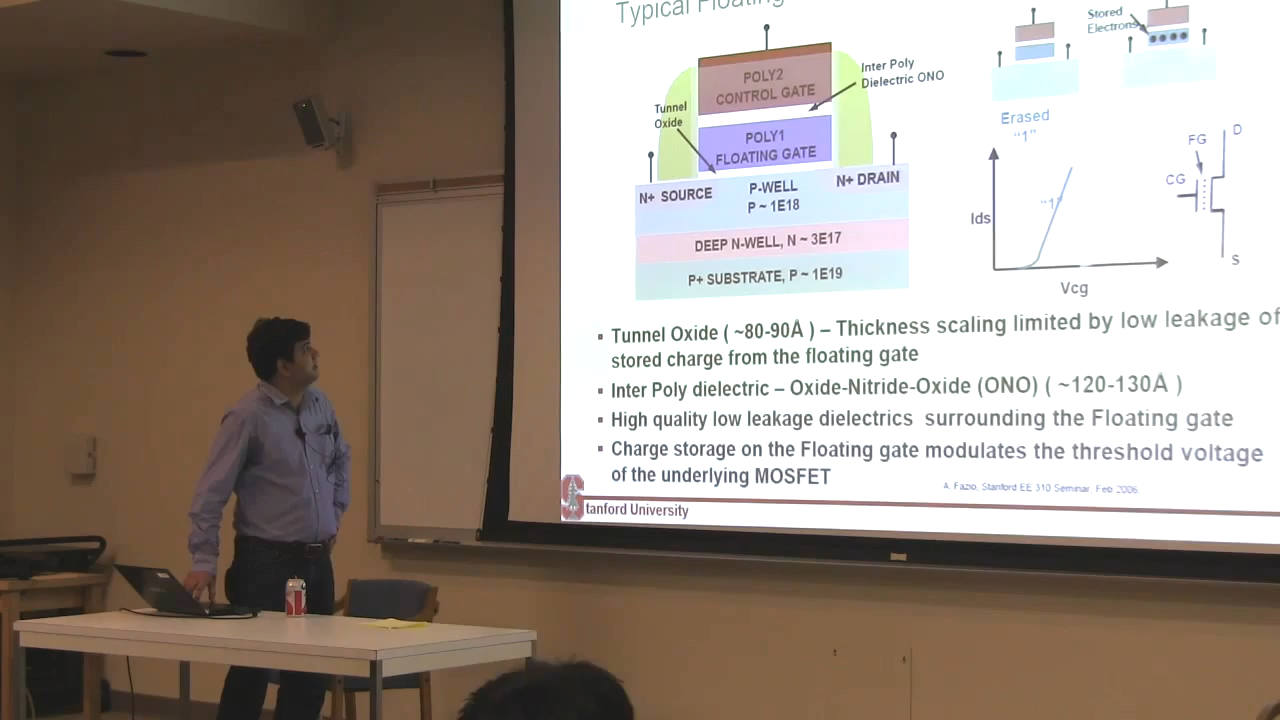 Typical Floating
Stored
Electrons
POLY2
CONTROL GATE
Inter Poly
Dielectric ONO
Tunnel
Oxide
POLY1
FLOATING GATE
Erased
“1”
N+ SOURCE
P-WELL
P ~ 1E18
N+ DRAIN
DEEP N-WELL, N ~ 3E17
P+ SUBSTRATE, P ~ 1E19
Ids
“1”
Vcg
FG
D
CG
S
▪ Tunnel Oxide ( ~80-90Å ) – Thickness scaling limited by low leakage of
stored charge from the floating gate
▪ Inter Poly dielectric – Oxide-Nitride-Oxide (ONO) ( ~120-130Å )
▪ High quality low leakage dielectrics surrounding the Floating gate
▪ Charge storage on the Floating gate modulates the threshold voltage
of the underlying MOSFET
A. Fazio, Stanford EE 310 Seminar, Feb 2006.
Stanford University